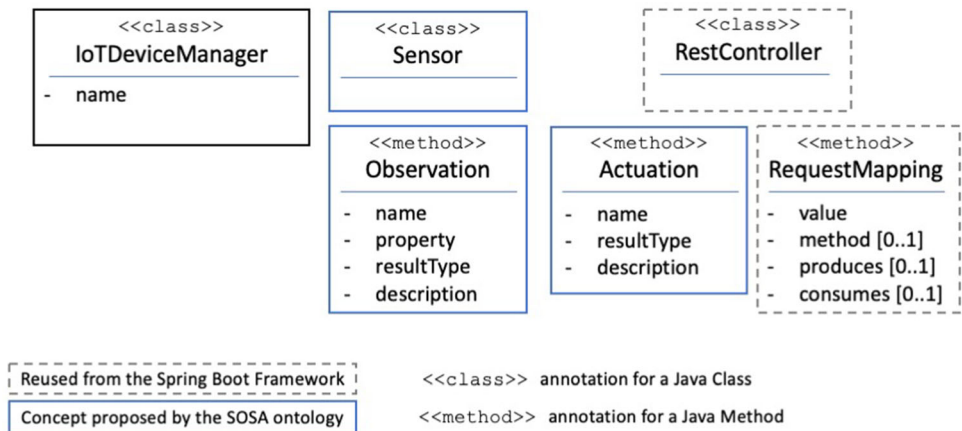 <<class>>
IoTDeviceManager
- name
<<class>>
Sensor
<<class>>
RestController
<<method>>
Observation
- name
- property
- resultType
- description
<<method>>
Actuation
- name
- resultType
- description
<<method>>
RequestMapping
- value
- method [0..1]
- produces [0..1]
- consumes [0..1]
Reused from the Spring Boot Framework
<<class>> annotation for a Java Class
Concept proposed by the SOSA ontology
<<method>> annotation for a Java Method